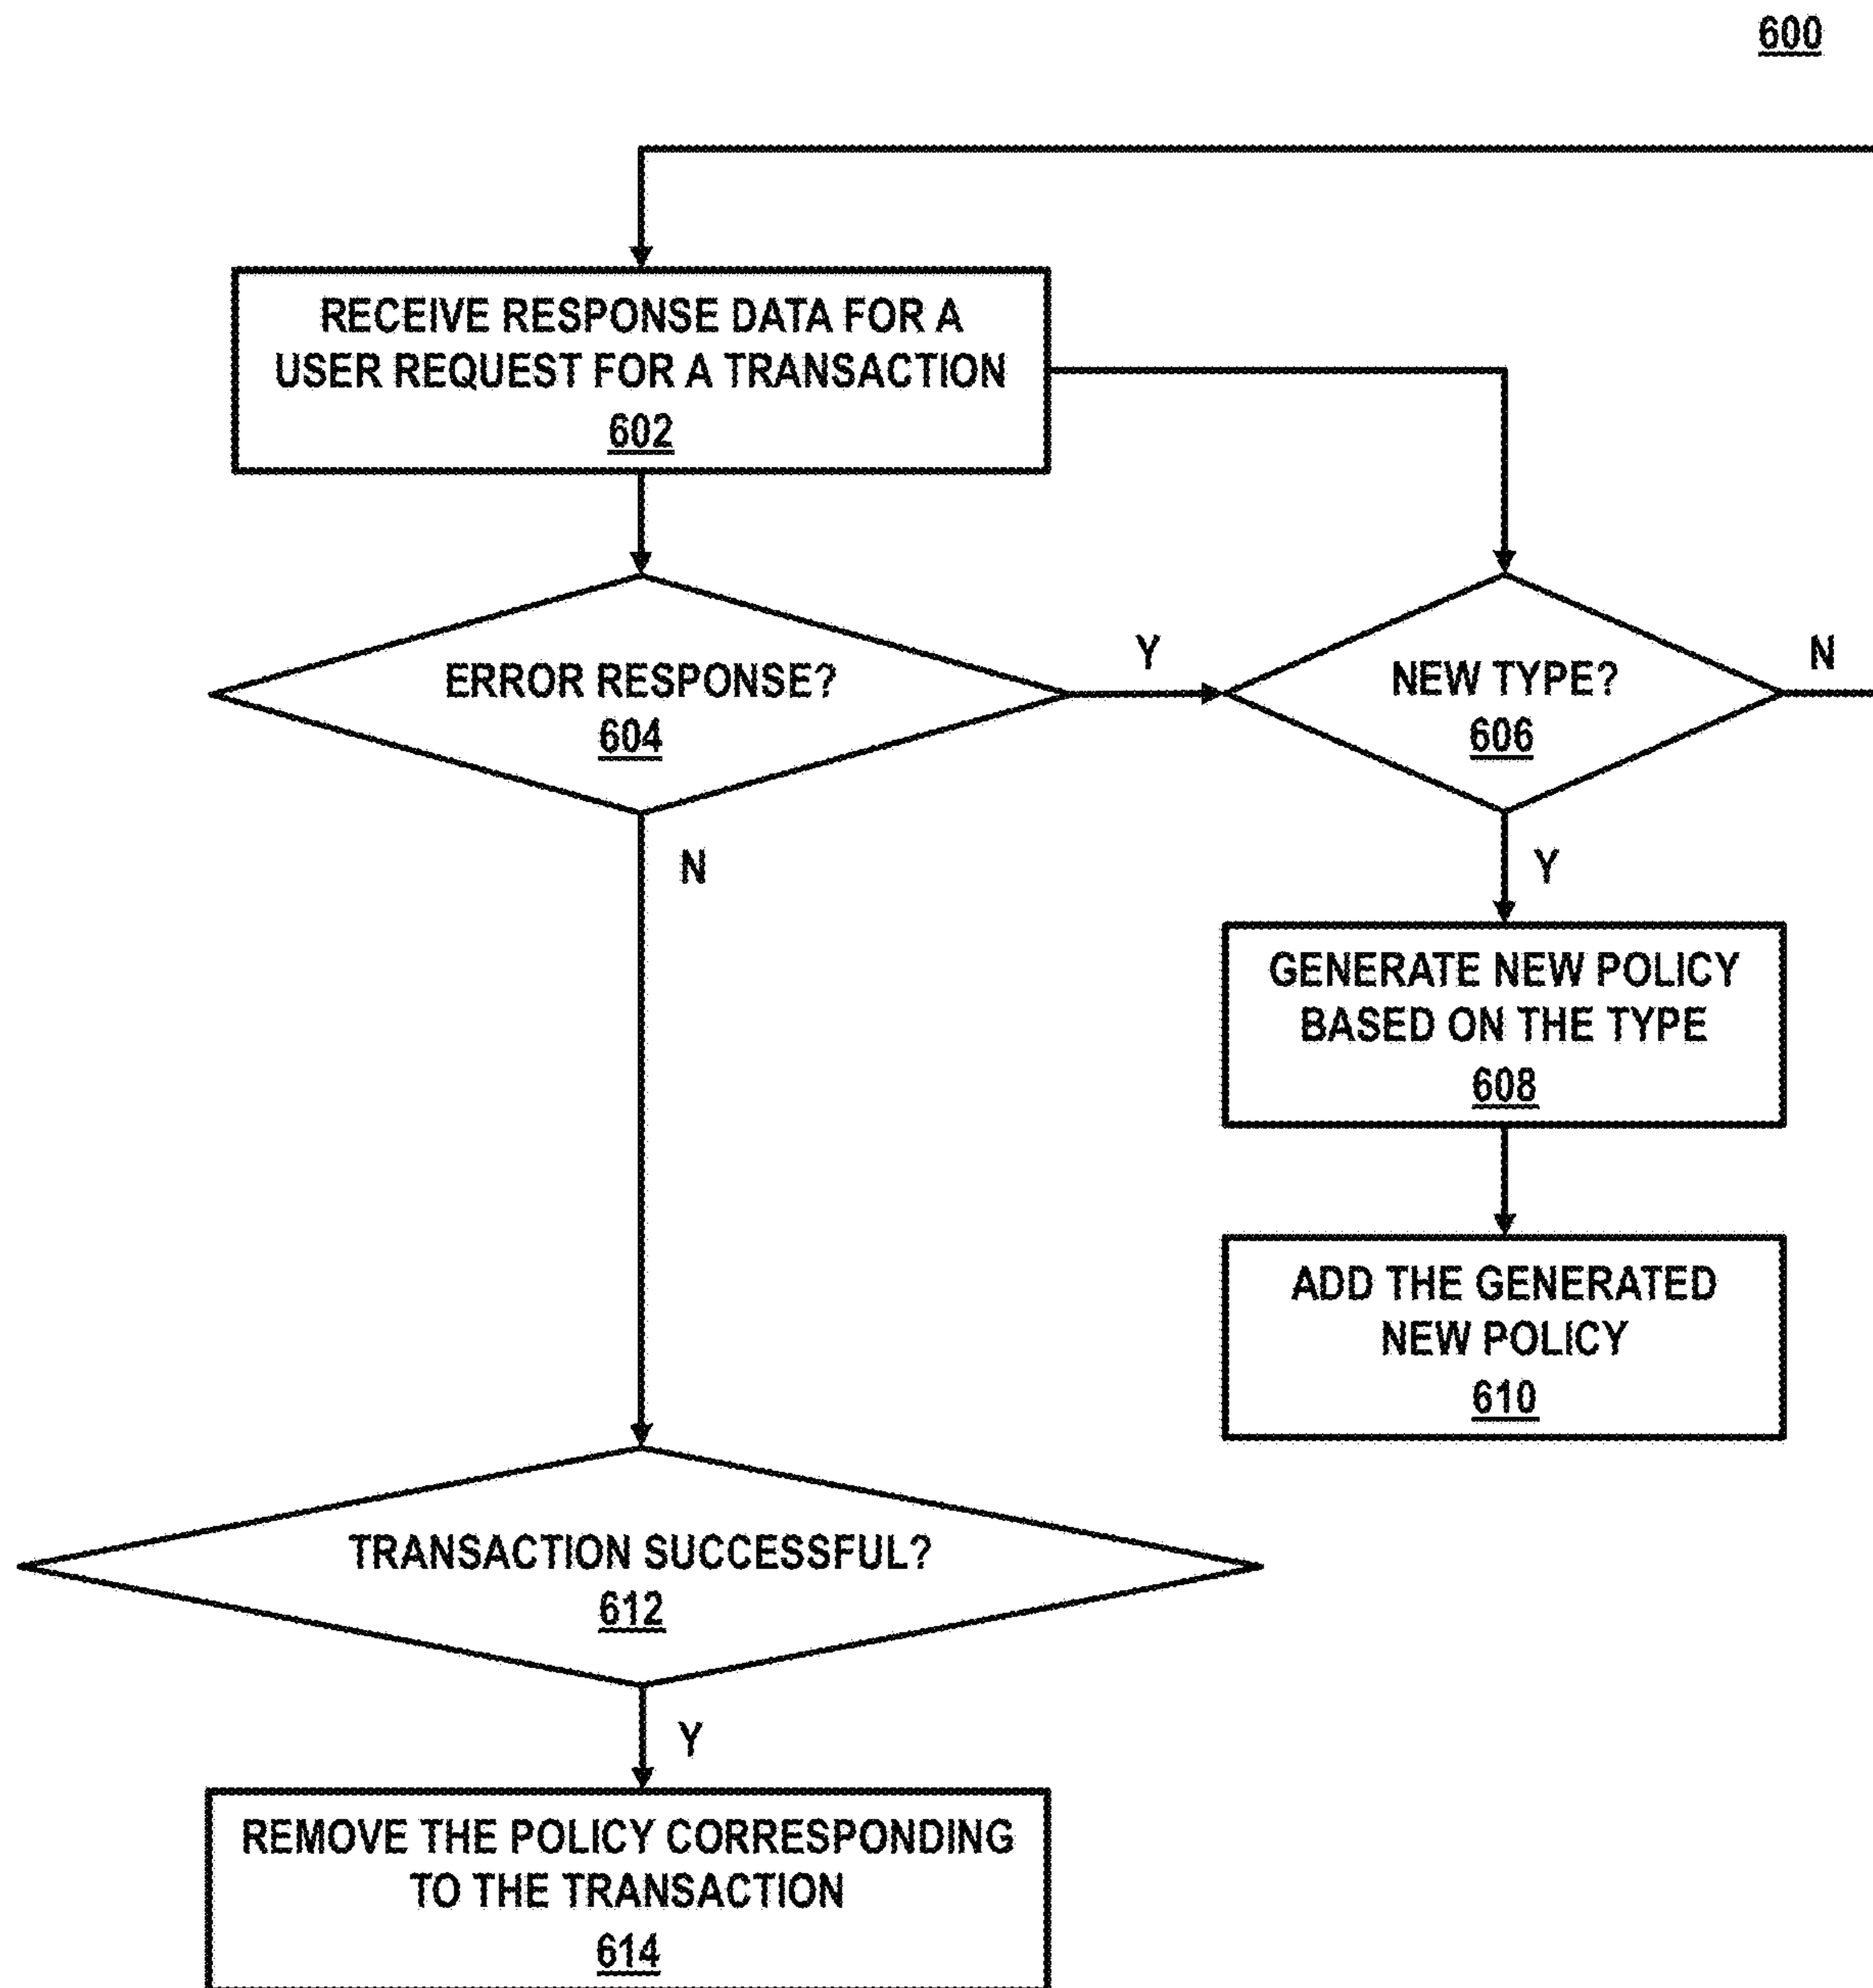 600
RECEIVE RESPONSE DATA FOR A
USER REQUEST FOR A TRANSACTION
602
ERROR RESPONSE?
604
Y
NEW TYPE?
606
N
N
Y
GENERATE NEW POLICY
BASED ON THE TYPE
608
ADD THE GENERATED
NEW POLICY
610
TRANSACTION SUCCESSFUL?
612
Y
REMOVE THE POLICY CORRESPONDING
TO THE TRANSACTION
614